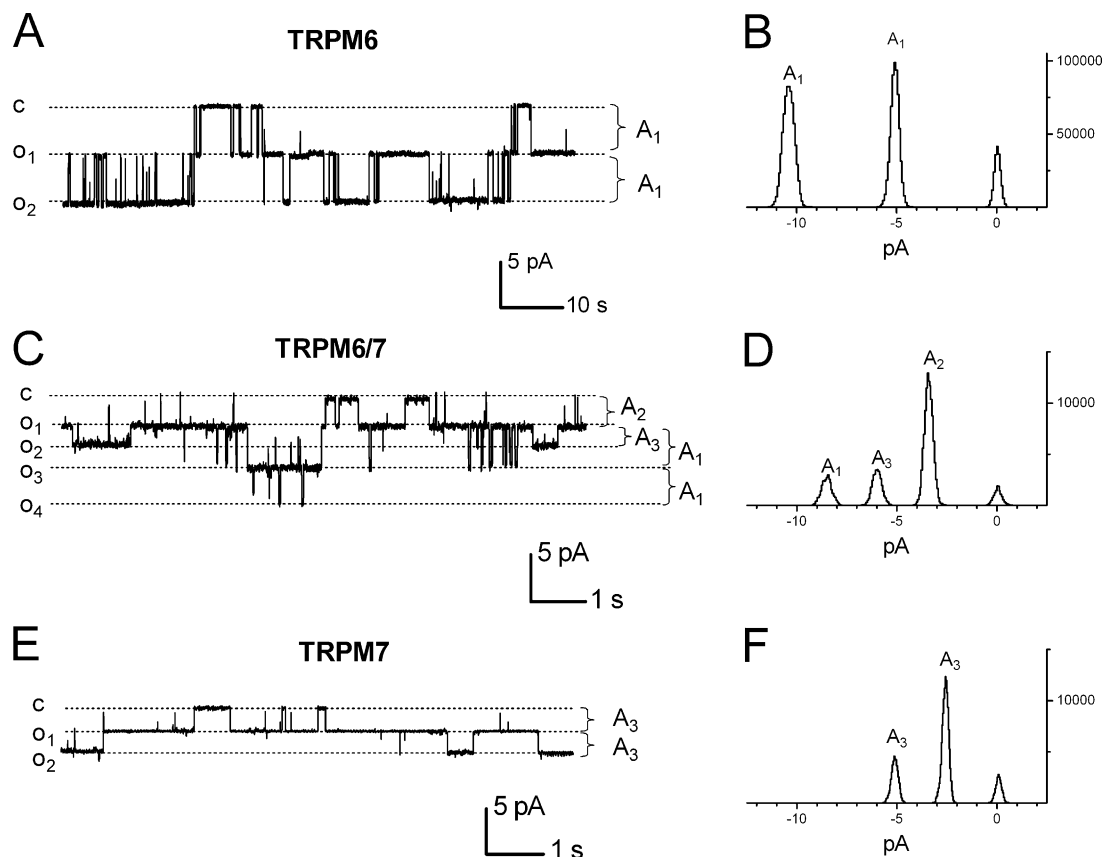 A
TRPM6
c
o1
o2
A1
A1
5 pA
10 s
B
A1
A1
100000
50000
-10
-5
0
pA
C
TRPM6/7
c
o1
o2
o3
o4
A2
A3
A1
A1
5 pA
1 s
D
A1
A3
A2
10000
-10
-5
0
pA
E
TRPM7
c
o1
o2
A3
A3
5 pA
1 s
F
A3
A3
10000
-10
-5
0
pA